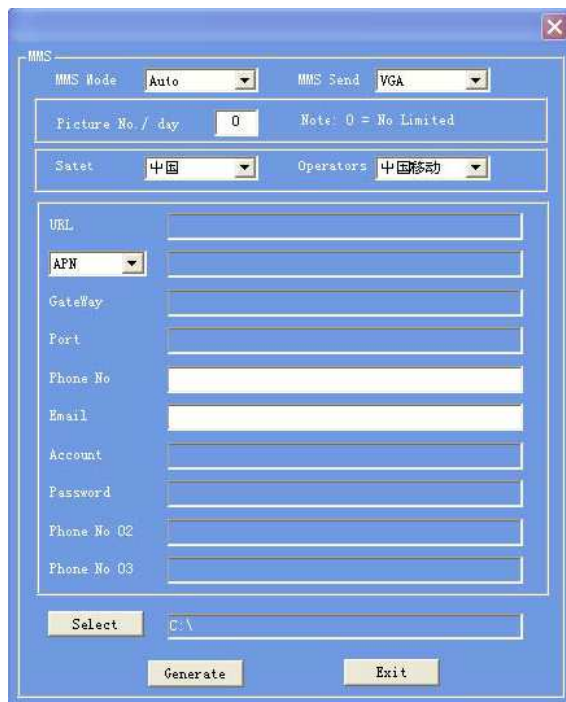 MMS
MMS Mode Auto MMS Send VGA
Picture No./ day 0 Note: 0 = No Limited
Satet 中国 Operators 中国移动
URL
APN
GateWay
Port
Phone No
Email
Account
Password
Phone No 02
Phone No 03
Select C:\
Generate Exit